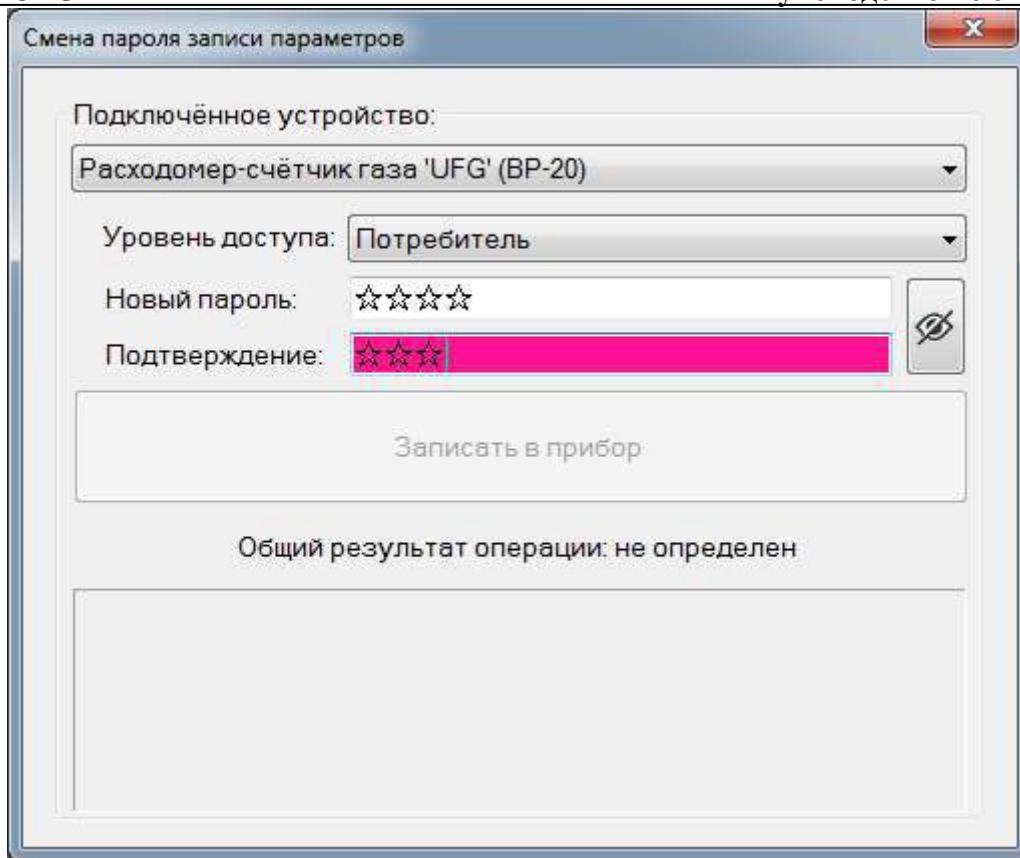 Смена пароля записи параметров
Подключённое устройство:
Расходомер-счётчик газа 'UFG' (ВР-20)
Уровень доступа: Потребитель
Новый пароль: ☆☆☆☆
Подтверждение: ☆☆☆
Записать в прибор
Общий результат операции: не определен